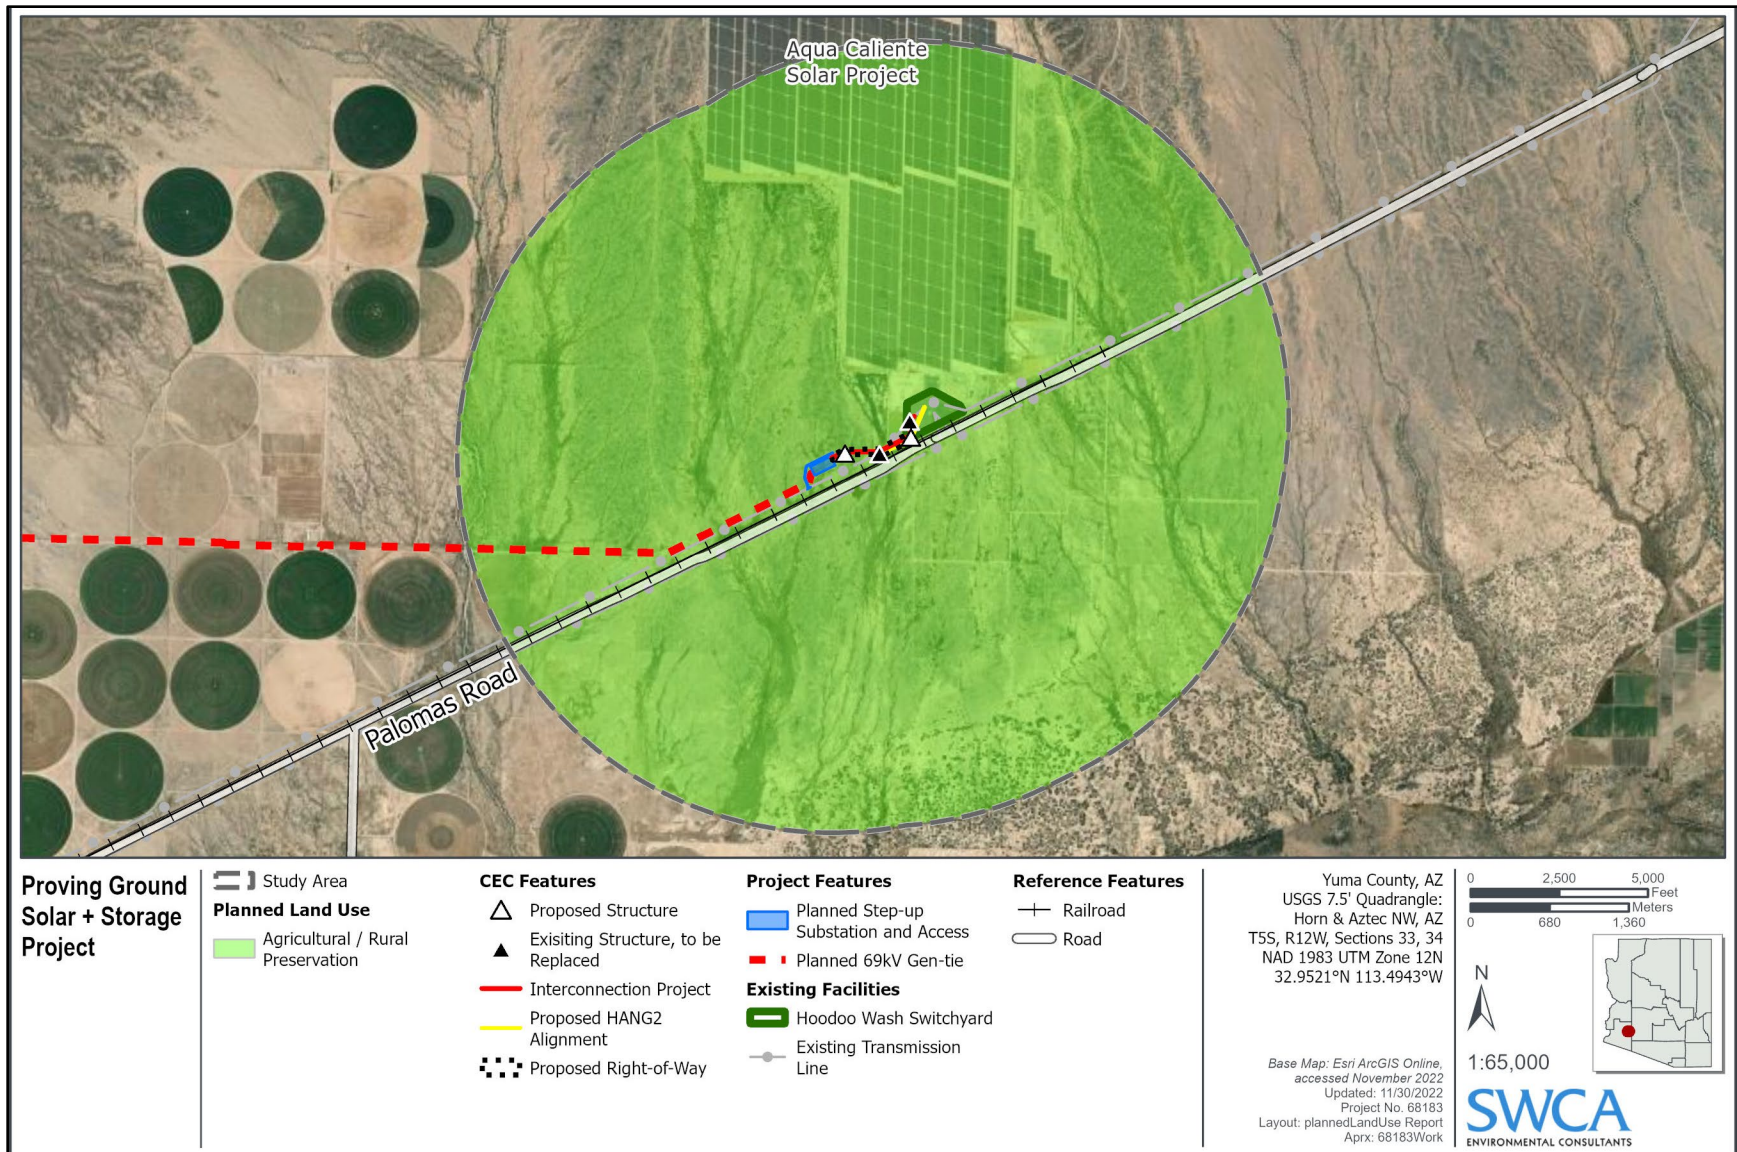 Aqua Caliente
Solar Project
Palomas Road
Proving Ground
Solar + Storage
Project
Study Area
Planned Land Use
Agricultural / Rural
Preservation
CEC Features
Proposed Structure
Exisiting Structure, to be
Replaced
Interconnection Project
Proposed HANG2
Alignment
Proposed Right-of-Way
Project Features
Planned Step-up
Substation and Access
Planned 69kV Gen-tie
Existing Facilities
Hoodoo Wash Switchyard
Existing Transmission
Line
Reference Features
Railroad
Road
Yuma County, AZ
USGS 7.5' Quadrangle:
Horn & Aztec NW, AZ
T5S, R12W, Sections 33, 34
NAD 1983 UTM Zone 12N
32.9521°N 113.4943°W
Base Map: Esri ArcGIS Online,
accessed November 2022
Updated: 11/30/2022
Project No. 68183
Layout: plannedLandUse Report
Aprx: 68183Work
0 2,500 5,000
Feet
Meters
0 680 1,360
N
1:65,000
SWCA
ENVIRONMENTAL CONSULTANTS